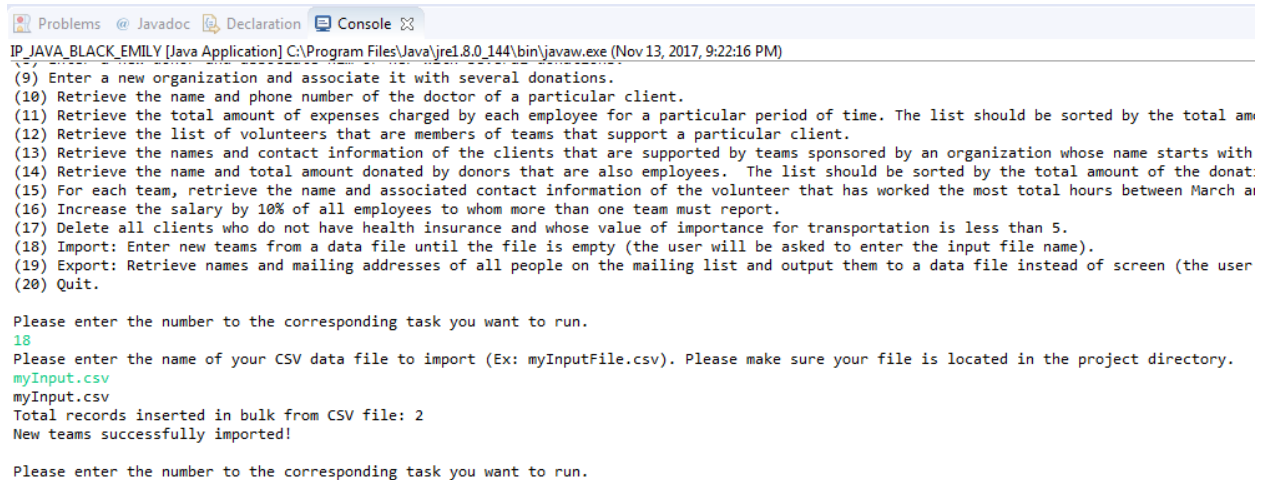 Problems @ Javadoc Declaration Console
IP_JAVA_BLACK_EMILY [Java Application] C:\Program Files\Java\jre1.8.0_144\bin\javaw.exe (Nov 13, 2017, 9:22:16 PM)
(9) Enter a new organization and associate it with several donations.
(10) Retrieve the name and phone number of the doctor of a particular client.
(11) Retrieve the total amount of expenses charged by each employee for a particular period of time. The list should be sorted by the total
(12) Retrieve the list of volunteers that are members of teams that support a particular client.
(13) Retrieve the names and contact information of the clients that are supported by teams sponsored by an organization whose name starts with
(14) Retrieve the name and total amount donated by donors that are also employees.  The list should be sorted by the total amount of the
(15) For each team, retrieve the name and associated contact information of the volunteer that has worked the most total hours between March
(16) Increase the salary by 10% of all employees to whom more than one team must report.
(17) Delete all clients who do not have health insurance and whose value of importance for transportation is less than 5.
(18) Import: Enter new teams from a data file until the file is empty (the user will be asked to enter the input file name).
(19) Export: Retrieve names and mailing addresses of all people on the mailing list and output them to a data file instead of screen (the user
(20) Quit.
Please enter the number to the corresponding task you want to run.
18
Please enter the name of your CSV data file to import (Ex: myInputFile.csv). Please make sure your file is located in the project directory.
myInput.csv
myInput.csv
Total records inserted in bulk from CSV file: 2
New teams successfully imported!
Please enter the number to the corresponding task you want to run.